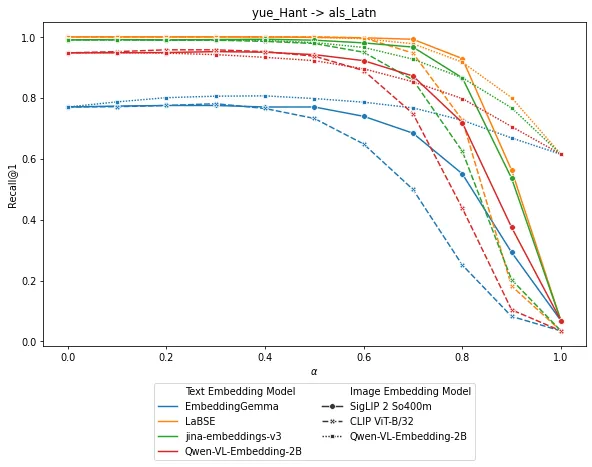 yue_Hant -> als_Latn
Recall@1
1.0
0.8
0.6
0.4
0.2
0.0
0.0 0.2 0.4 0.6 0.8 1.0
α
Text Embedding Model
EmbeddingGemma
LaBSE
jina-embeddings-v3
Qwen-VL-Embedding-2B
Image Embedding Model
SigLIP 2 So400m
CLIP ViT-B/32
Qwen-VL-Embedding-2B